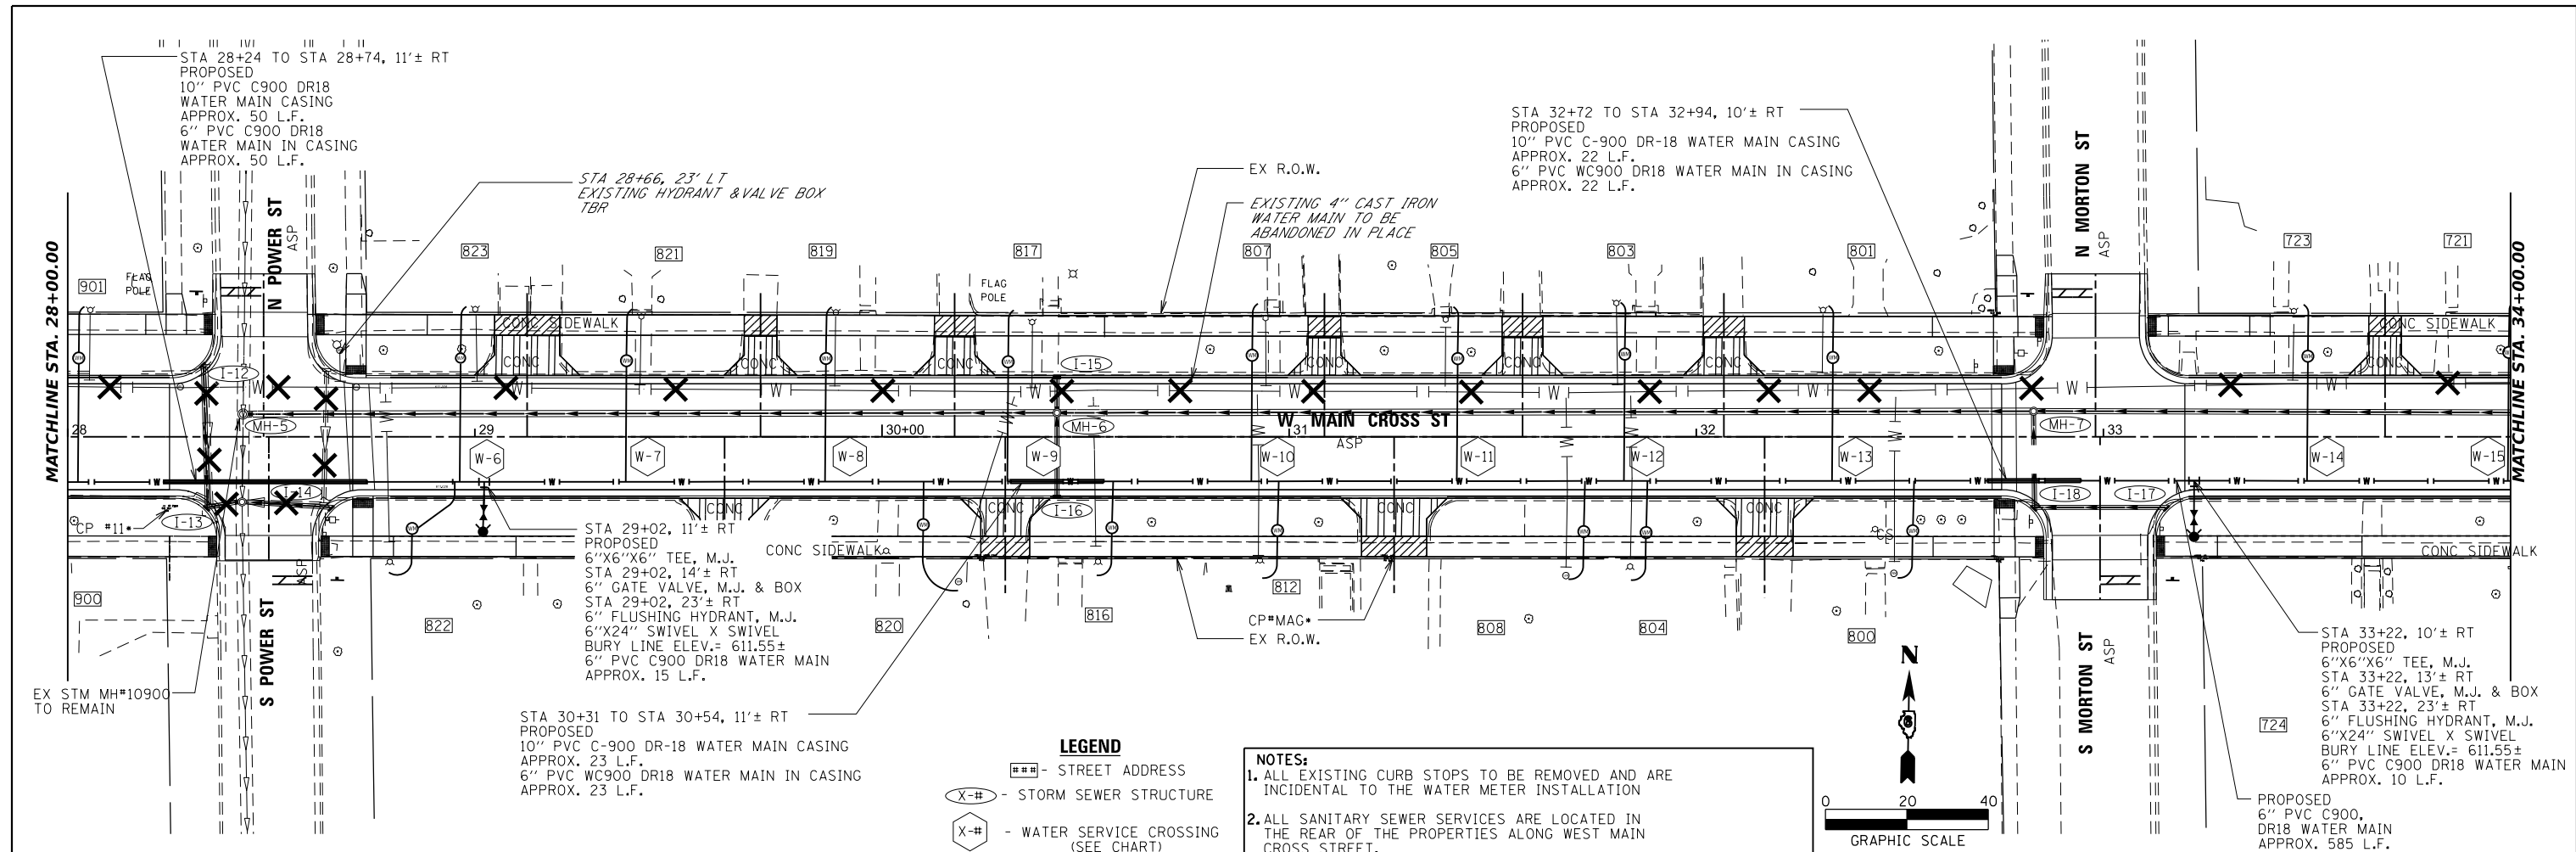 STA 28+24 TO STA 28+74, 11'± RT
PROPOSED
10'' PVC C900 DR18
WATER MAIN CASING
APPROX. 50 L.F.
6'' PVC C900 DR18
WATER MAIN IN CASING
APPROX. 50 L.F.
STA 28+66, 23' LT
EXISTING HYDRANT & VALVE BOX
TBR
EX R.O.W.
EXISTING 4'' CAST IRON
WATER MAIN TO BE
ABANDONED IN PLACE
STA 32+72 TO STA 32+94, 10'± RT
PROPOSED
10'' PVC C-900 DR-18 WATER MAIN CASING
APPROX. 22 L.F.
6'' PVC WC900 DR18 WATER MAIN IN CASING
APPROX. 22 L.F.
MATCHLINE STA. 28+00.00
N POWER ST
ASP
N MORTON ST
ASP
MATCHLINE STA. 34+00.00
901
823
821
819
817
807
805
803
801
723
721
FLAG
POLE
FLAG
POLE
CONC SIDEWALK
CONC SIDEWALK
CONC
CONC
CONC
CONC
CONC
CONC
CONC
I-12
I-15
W
W
W
W
W
W
W
W
W
MH-5
MH-6
MH-7
W MAIN CROSS ST
ASP
28
29
30+00
31
32
33
W-6
W-7
W-8
W-9
W-10
W-11
W-12
W-13
W-14
W-15
I-14
I-13
I-16
I-18
I-17
CP #11
CONC
CONC
CONC
CONC
CONC SIDEWALK
CONC SIDEWALK
ASP
900
822
820
816
812
808
804
800
724
CP#MAG
EX R.O.W.
S POWER ST
S MORTON ST
ASP
EX STM MH#10900
TO REMAIN
STA 29+02, 11'± RT
PROPOSED
6''X6''X6'' TEE, M.J.
STA 29+02, 14'± RT
6'' GATE VALVE, M.J. & BOX
STA 29+02, 23'± RT
6'' FLUSHING HYDRANT, M.J.
6''X24'' SWIVEL X SWIVEL
BURY LINE ELEV.= 611.55±
6'' PVC C900 DR18 WATER MAIN
APPROX. 15 L.F.
STA 30+31 TO STA 30+54, 11'± RT
PROPOSED
10'' PVC C-900 DR-18 WATER MAIN CASING
APPROX. 23 L.F.
6'' PVC WC900 DR18 WATER MAIN IN CASING
APPROX. 23 L.F.
STA 33+22, 10'± RT
PROPOSED
6''X6''X6'' TEE, M.J.
STA 33+22, 13'± RT
6'' GATE VALVE, M.J. & BOX
STA 33+22, 23'± RT
6'' FLUSHING HYDRANT, M.J.
6''X24'' SWIVEL X SWIVEL
BURY LINE ELEV.= 611.55±
6'' PVC C900 DR18 WATER MAIN
APPROX. 10 L.F.
PROPOSED
6'' PVC C900,
DR18 WATER MAIN
APPROX. 585 L.F.
LEGEND
### - STREET ADDRESS
X-# - STORM SEWER STRUCTURE
X-# - WATER SERVICE CROSSING
(SEE CHART)
NOTES:
1. ALL EXISTING CURB STOPS TO BE REMOVED AND ARE
INCIDENTAL TO THE WATER METER INSTALLATION
2. ALL SANITARY SEWER SERVICES ARE LOCATED IN
THE REAR OF THE PROPERTIES ALONG WEST MAIN
CROSS STREET.
N
0 20 40
GRAPHIC SCALE